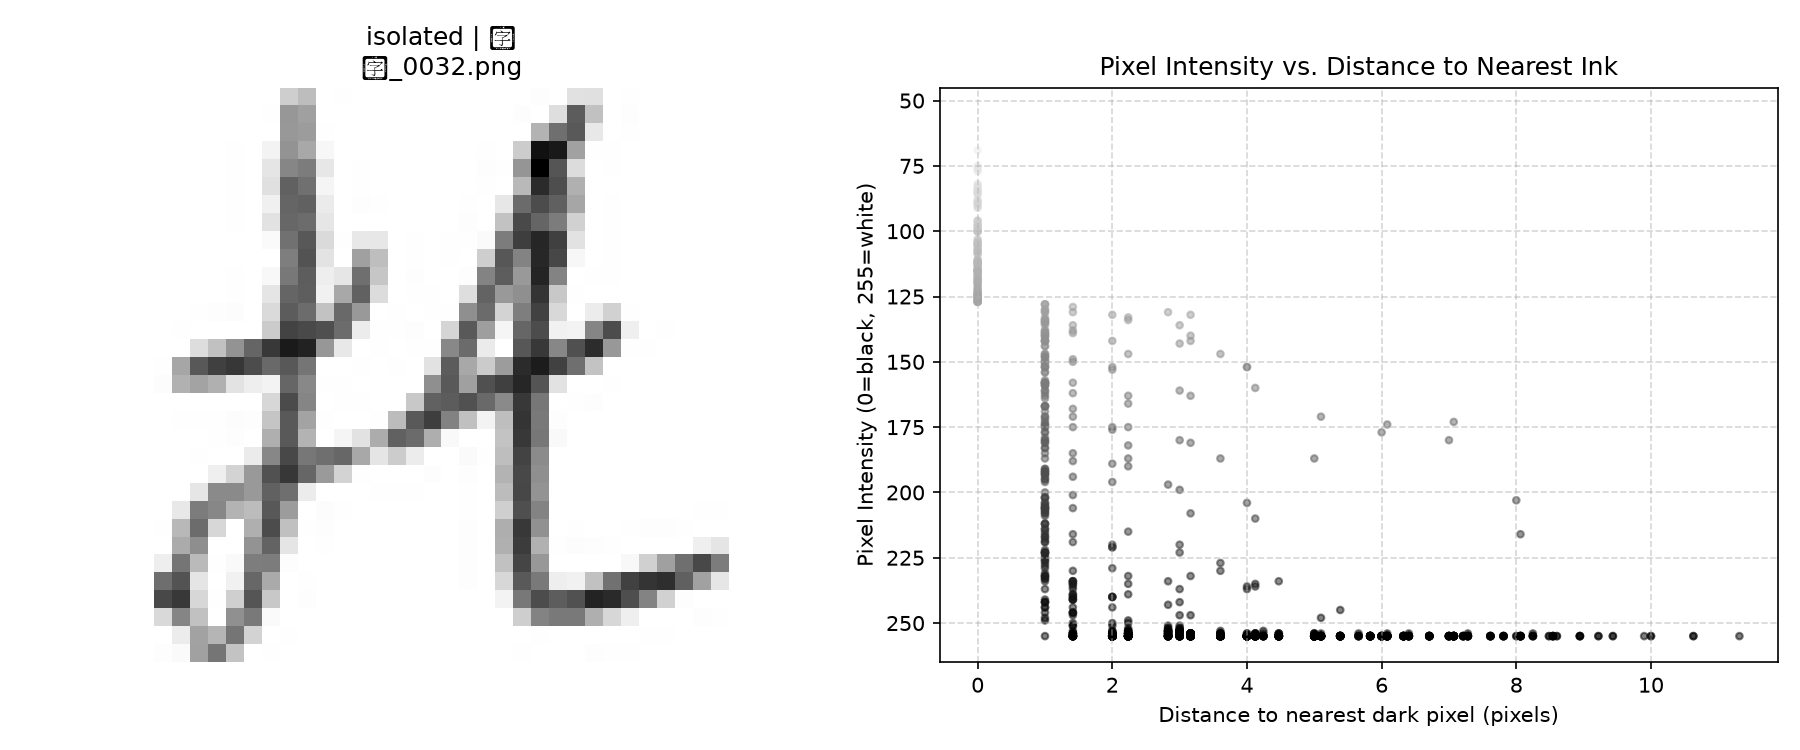 isolated |
_0032.png
托
Pixel Intensity vs. Distance to Nearest Ink
Pixel Intensity (0=black, 255=white)
50
75
100
125
150
175
200
225
250
0 2 4 6 8 10
Distance to nearest dark pixel (pixels)